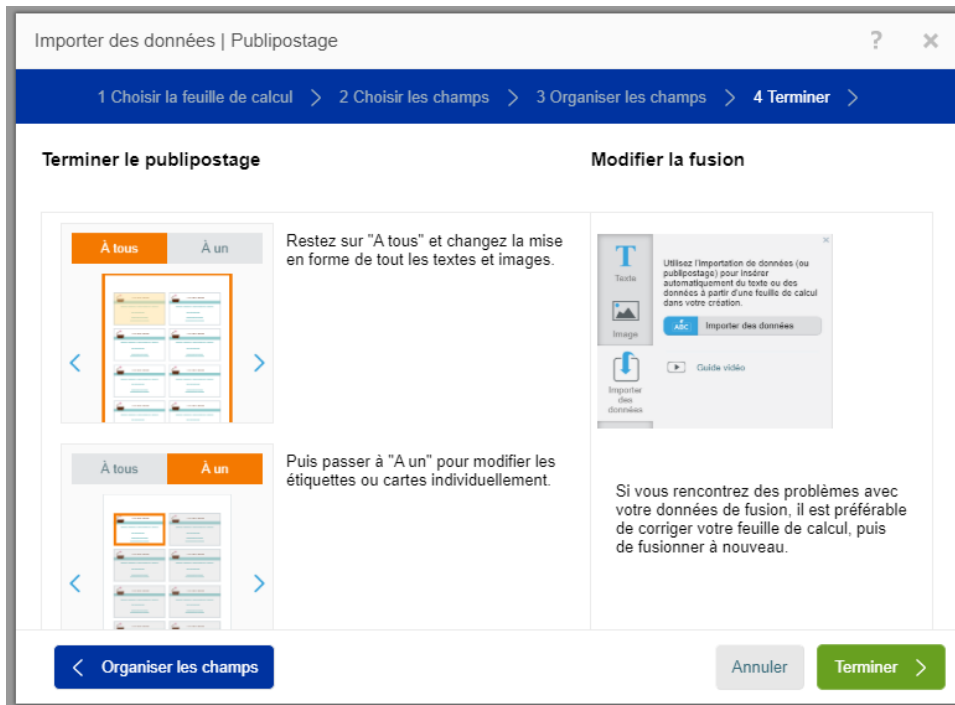 Importer des données | Publipostage
?
×
1 Choisir la feuille de calcul > 2 Choisir les champs > 3 Organiser les champs > 4 Terminer >
Terminer le publipostage
Modifier la fusion
À tous
À un
Restez sur "A tous" et changez la mise
en forme de tout les textes et images.
À tous
À un
Puis passer à "A un" pour modifier les
étiquettes ou cartes individuellement.
T
Texte
Image
Importer
des
données
Utilisez l'Importation de données (ou
publipostage) pour insérer
automatiquement du texte ou des
données à partir d'une feuille de calcul
dans votre création.
ABC
Importer des données
Guide vidéo
Si vous rencontrez des problèmes avec
votre données de fusion, il est préférable
de corriger votre feuille de calcul, puis
de fusionner à nouveau.
Organiser les champs
Annuler
Terminer